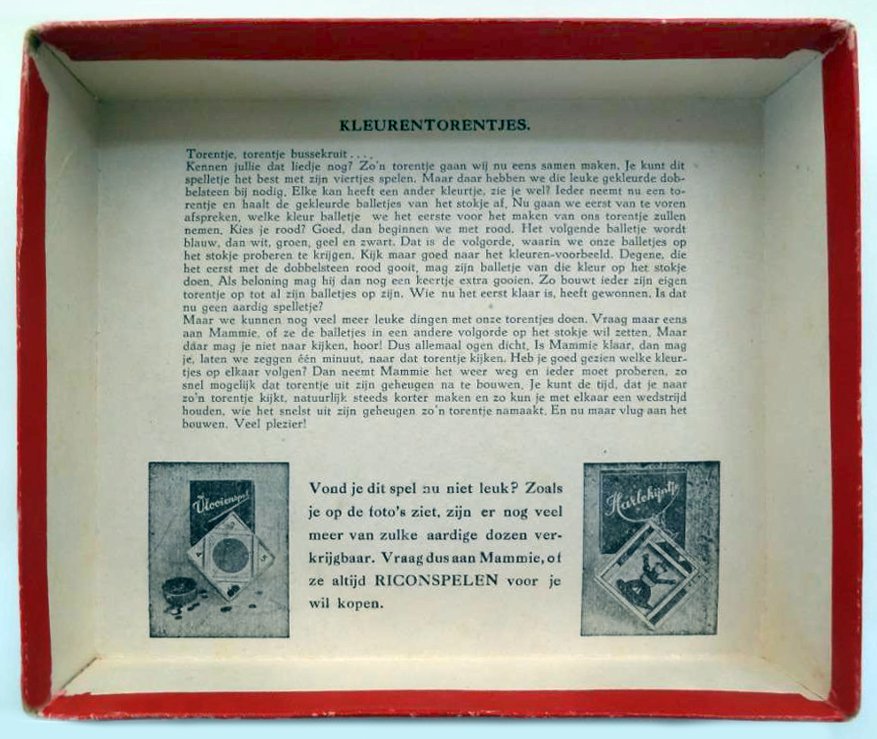 KLEURENTORENTJES.
Torentje, torentje bussekruit....
Kennen jullie dat liedje nog? Zo'n torentje gaan wij nu eens samen maken. Je kunt dit
spelletje het best met zijn viertjes spelen. Maar daar hebben we die leuke gekleurde dob-
belsteen bij nodig. Elke kan heeft een ander kleurtje, zie je wel? Ieder neemt nu een to-
rentje en haalt de gekleurde balletjes van het stokje af. Nu gaan we eerst van te voren
afspreken, welke kleur balletje we het eerste voor het maken van ons torentje zullen
nemen. Kies je rood? Goed, dan beginnen we met rood. Het volgende balletje wordt
blauw, dan wit, groen, geel en zwart. Dat is de volgorde, waarin we onze balletjes op
het stokje proberen te krijgen. Kijk maar goed naar het kleuren-voorbeeld. Degene, die
het eerst met de dobbelsteen rood gooit, mag zijn balletje van die kleur op het stokje
doen. Als beloning mag hij dan nog een keertje extra gooien. Zo bouwt ieder zijn eigen
torentje op tot al zijn balletjes op zijn. Wie nu het eerst klaar is, heeft gewonnen. Is dat
nu geen aardig spelletje?
Maar we kunnen nog veel meer leuke dingen met onze torentjes doen. Vraag maar eens
aan Mammie, of ze de balletjes in een andere volgorde op het stokje wil zetten. Maar
dáár mag je niet naar kijken, hoor! Dus allemaal ogen dicht. Is Mammie klaar, dan mag
je, laten we zeggen één minuut, naar dat torentje kijken. Heb je goed gezien welke kleur-
tjes op elkaar volgen? Dan neemt Mammie het weer weg en ieder moet proberen, zo
snel mogelijk dat torentje uit zijn geheugen na te bouwen. Je kunt de tijd, dat je naar
zo'n torentje kijkt, natuurlijk steeds korter maken en zo kun je met elkaar een wedstrijd
houden, wie het snelst uit zijn geheugen zo'n torentje namaakt. En nu maar vlug aan het
bouwen. Veel plezier!
Vlooienspel
Vond je dit spel nu niet leuk? Zoals
je op de foto's ziet, zijn er nog veel
meer van zulke aardige dozen ver-
krijgbaar. Vraag dus aan Mammie, of
ze altijd RICONSPELEN voor je
wil kopen.
Harlekijntje